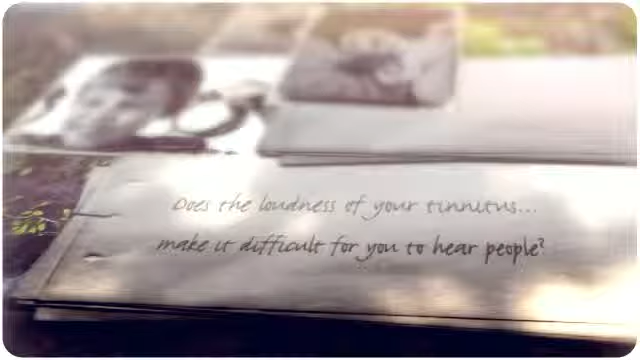 Does the loudness of your tinnitus...
make it difficult for you to hear people?